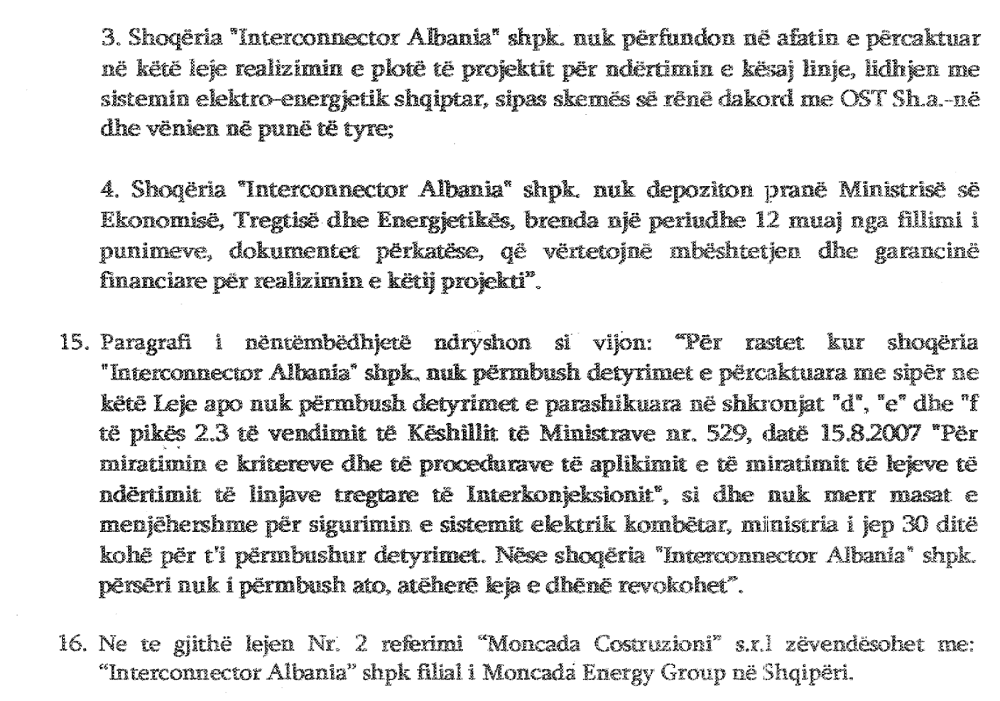 3. Shoqëria "Interconnector Albania" shpk. nuk përfundon në afatin e përcaktuar
në këtë leje realizimin e plotë të projektit për ndërtimin e kësaj linje, lidhjen me
sistemin elektro-energjetik shqiptar, sipas skemës së rënë dakord me OST Sh.a.-në
dhe vënien në punë të tyre;
4. Shoqëria "Interconnector Albania" shpk. nuk depoziton pranë Ministrisë së
Ekonomisë, Tregtisë dhe Energjetikës, brenda një periudhe 12 muaj nga fillimi i
punimeve, dokumentet përkatëse, që vërtetojnë mbështetjen dhe garancinë
financiare për realizimin e këtij projekti”.
15. Paragrafi i nëntëmbëdhjetë ndryshon si vijon: “Për rastet kur shoqëria
"Interconnector Albania" shpk. nuk përmbush detyrimet e përcaktuara me sipër ne
këtë Leje apo nuk përmbush detyrimet e parashikuara në shkronjat "d", "e" dhe "f
të pikës 2.3 të vendimit të Këshillit të Ministrave nr. 529, datë 15.8.2007 "Për
miratimin e kritereve dhe të procedurave të aplikimit e të miratimit të lejeve të
ndërtimit të linjave tregtare të Interkonjeksionit", si dhe nuk merr masat e
menjëhershme për sigurimin e sistemit elektrik kombëtar, ministria i jep 30 ditë
kohë për t'i përmbushur detyrimet. Nëse shoqëria "Interconnector Albania" shpk.
përsëri nuk i përmbush ato, atëherë leja e dhënë revokohet”.
16. Ne te gjithë lejen Nr. 2 referimi “Moncada Costruzioni” s.r.l zëvendësohet me:
“Interconnector Albania” shpk filial i Moncada Energy Group në Shqipëri.